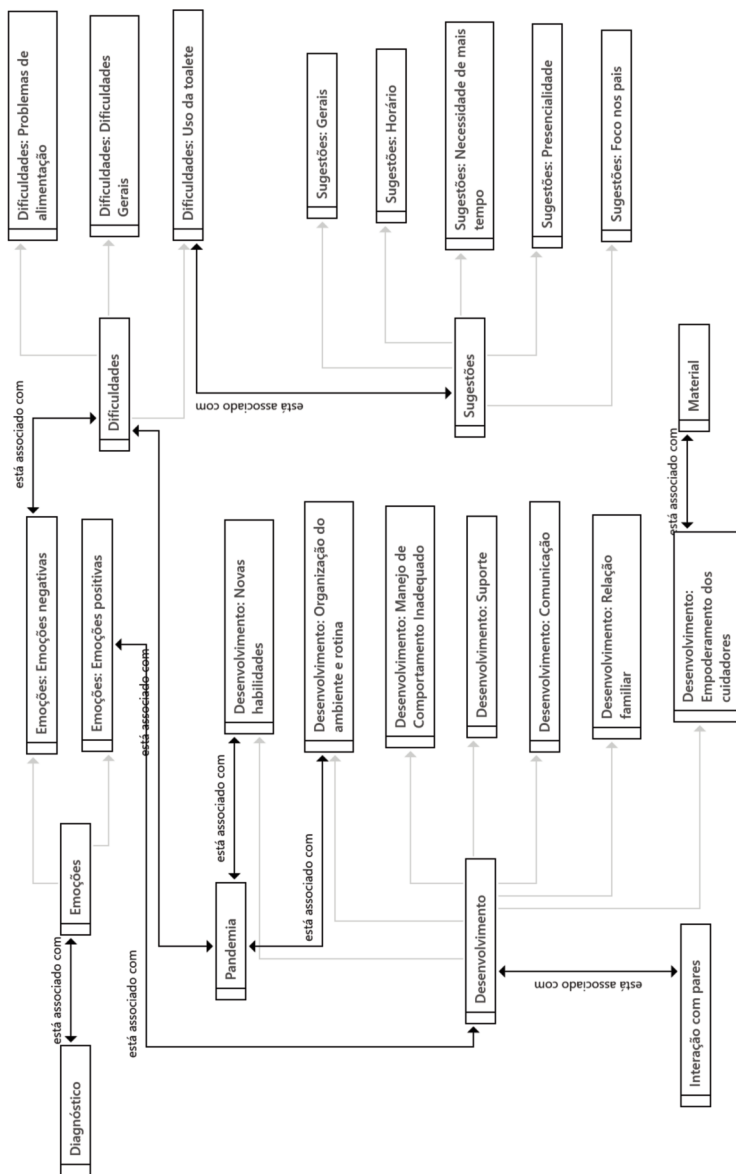 Diagnóstico
está associado com
Emoções
Emoções: Emoções negativas
Emoções: Emoções positivas
está associado com
Dificuldades
Dificuldades: Problemas de
alimentação
Dificuldades: Dificuldades
Gerais
Dificuldades: Uso da toalete
está associado com
está associado com
está associado com
Pandemia
está associado com
Desenvolvimento: Novas
habilidades
está associado com
Desenvolvimento: Organização do
ambiente e rotina
Desenvolvimento: Manejo de
Comportamento Inadequado
Desenvolvimento: Suporte
Desenvolvimento: Comunicação
Desenvolvimento: Relação
familiar
Desenvolvimento:
Empoderamento dos
cuidadores
Desenvolvimento
está associado com
Interação com pares
está associado com
Material
Sugestões
Sugestões: Gerais
Sugestões: Horário
Sugestões: Necessidade de mais
tempo
Sugestões: Presencialidade
Sugestões: Foco nos pais